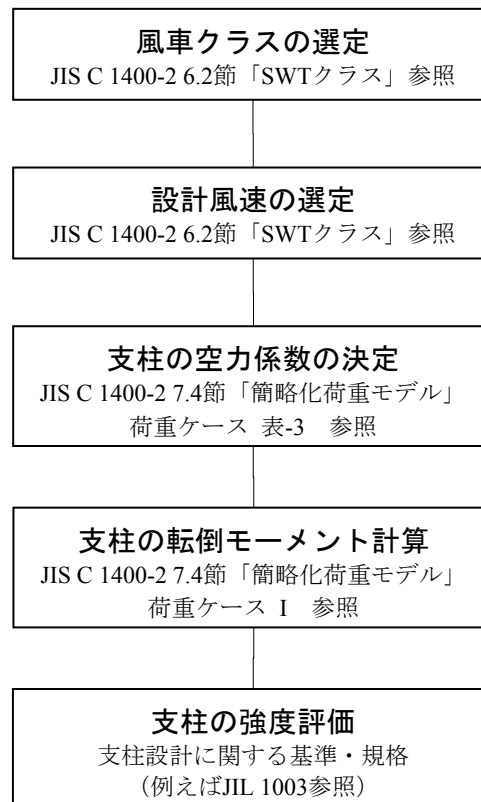 風車クラスの選定
JIS C 1400-2 6.2節「SWTクラス」参照
設計風速の選定
JIS C 1400-2 6.2節「SWTクラス」参照
支柱の空力係数の決定
JIS C 1400-2 7.4節「簡略化荷重モデル」
荷重ケース 表-3　参照
支柱の転倒モーメント計算
JIS C 1400-2 7.4節「簡略化荷重モデル」
荷重ケース I　参照
支柱の強度評価
支柱設計に関する基準・規格
（例えばJIL 1003参照）